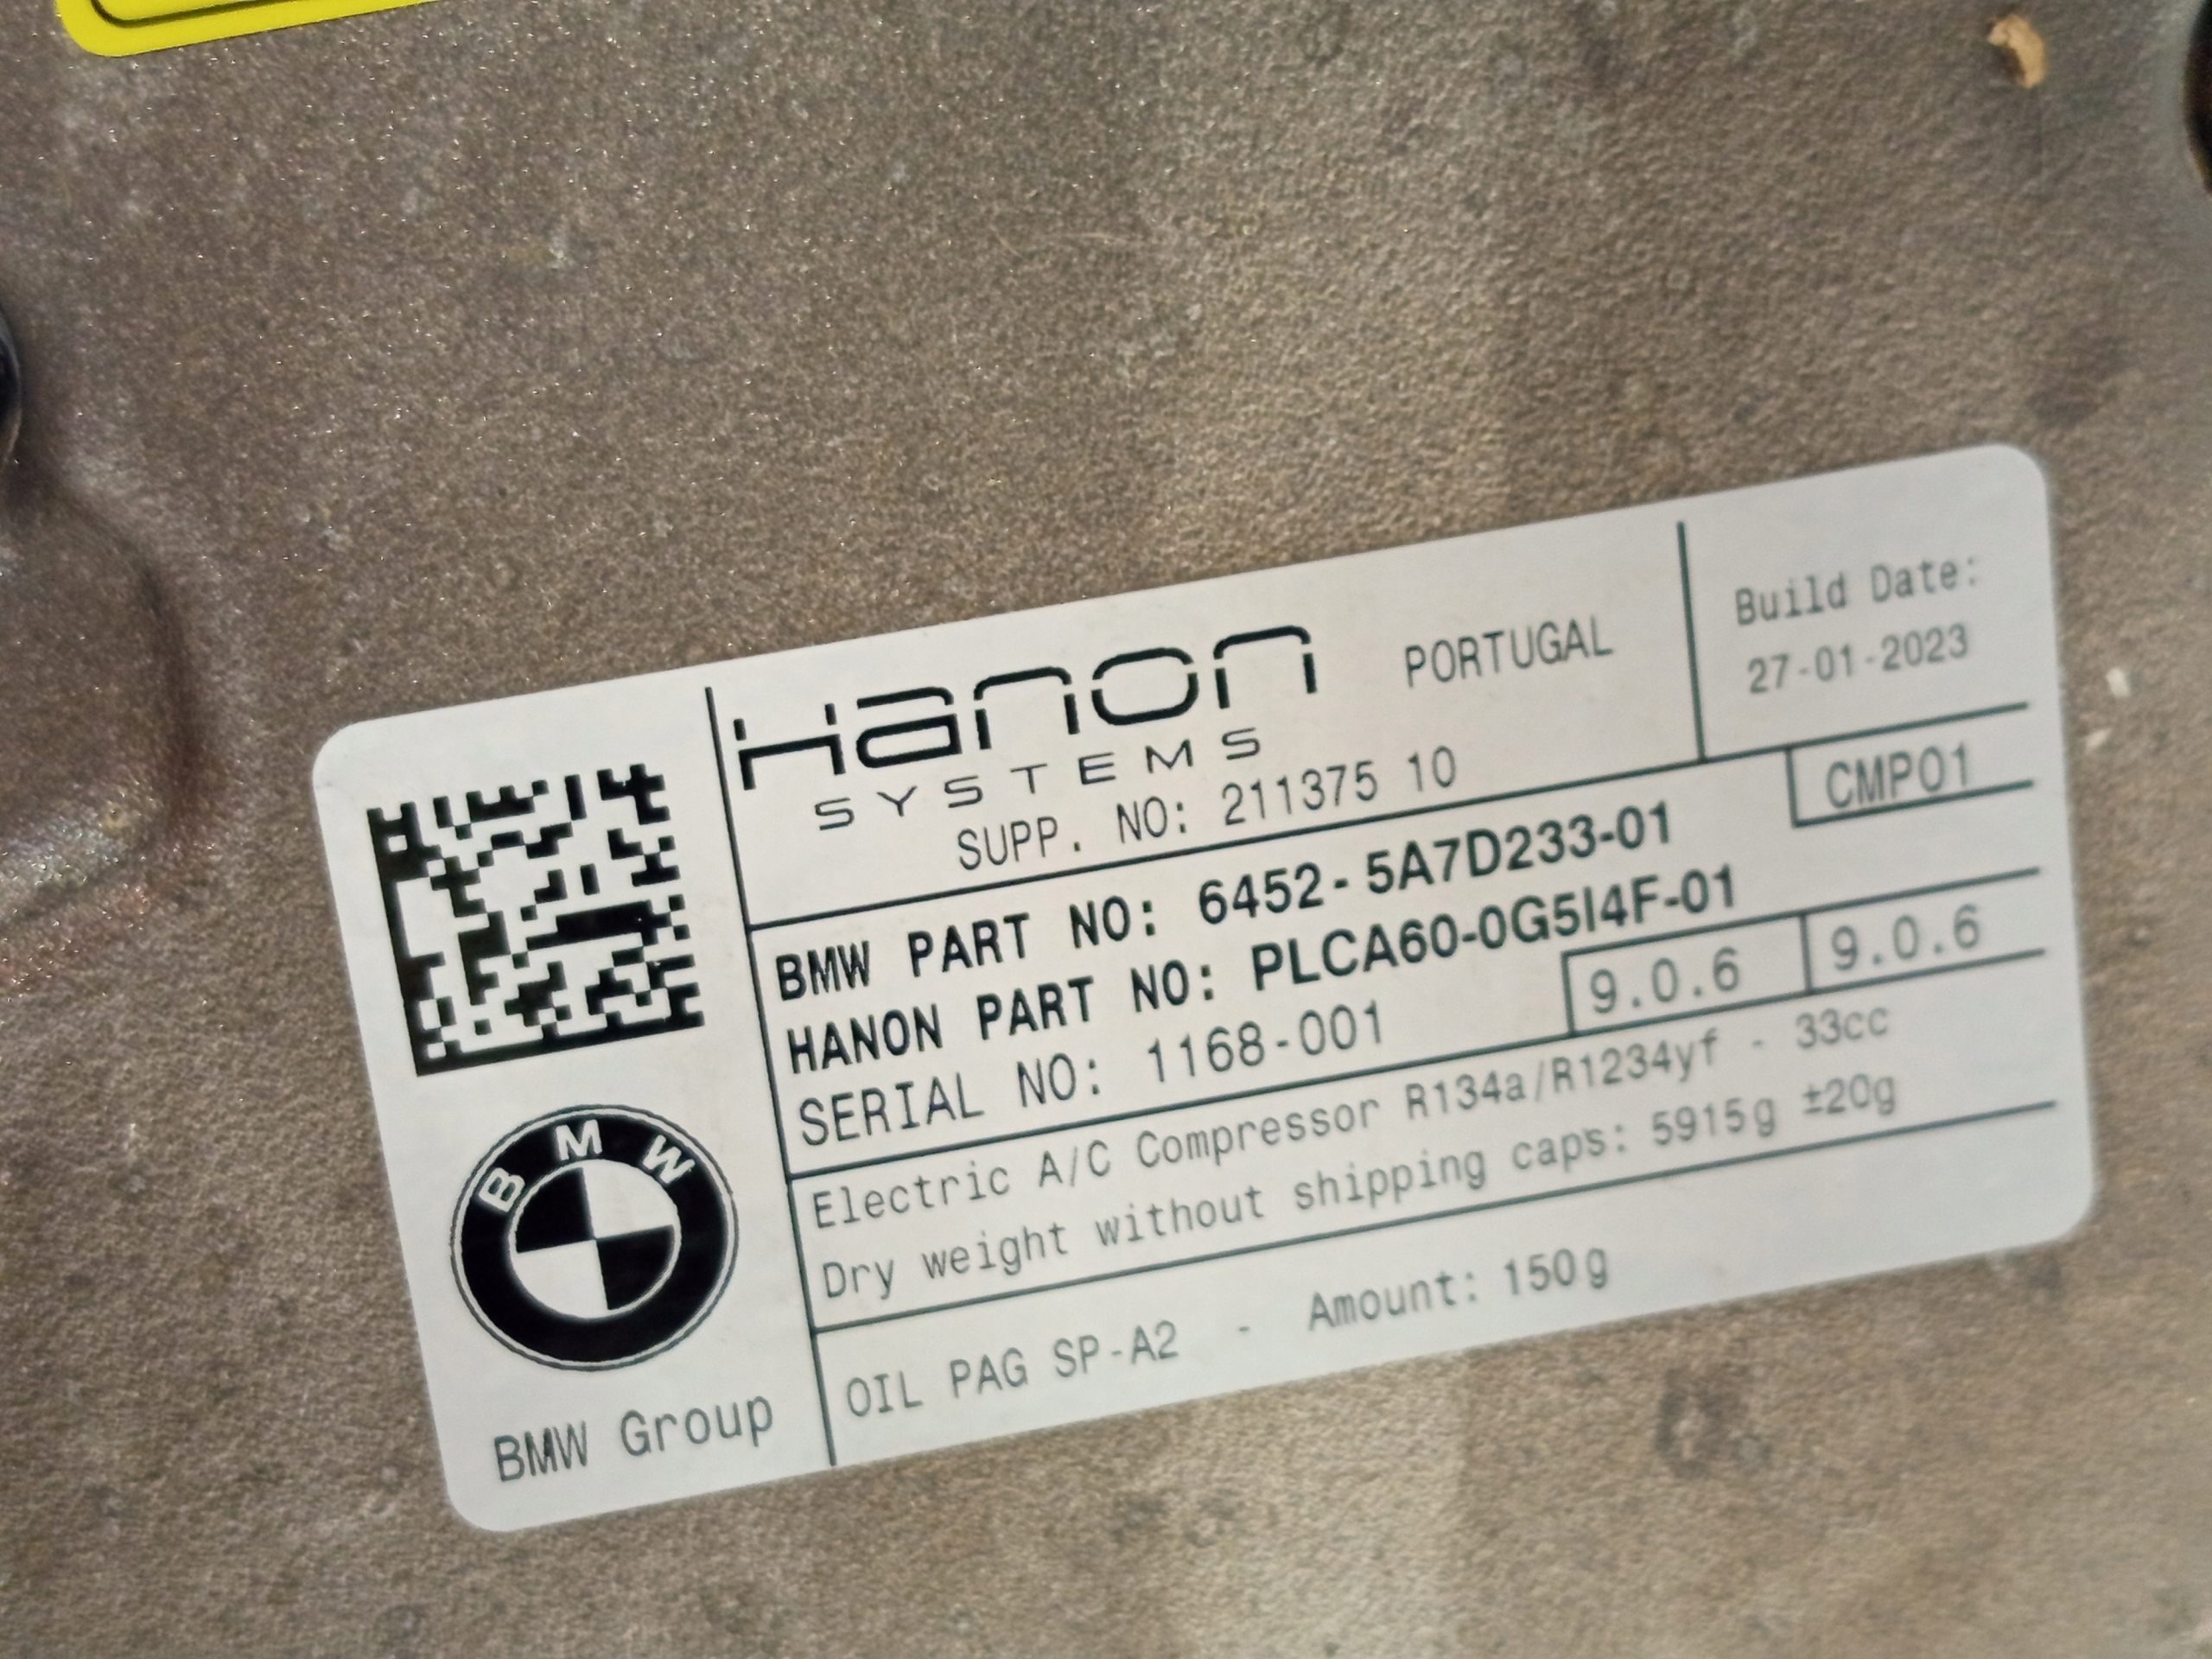 Hanon
SYSTEMS
PORTUGAL
SUPP. NO: 211375 10
Build Date:
27-01-2023
CMP01
BMW PART NO: 6452-5A7D233-01
HANON PART NO: PLCA60-0G5I4F-01
SERIAL NO: 1168-001
9.0.6
9.0.6
Electric A/C Compressor R134a/R1234yf - 33cc
Dry weight without shipping caps: 5915g ±20g
OIL PAG SP-A2 - Amount: 150g
BMW
BMW Group